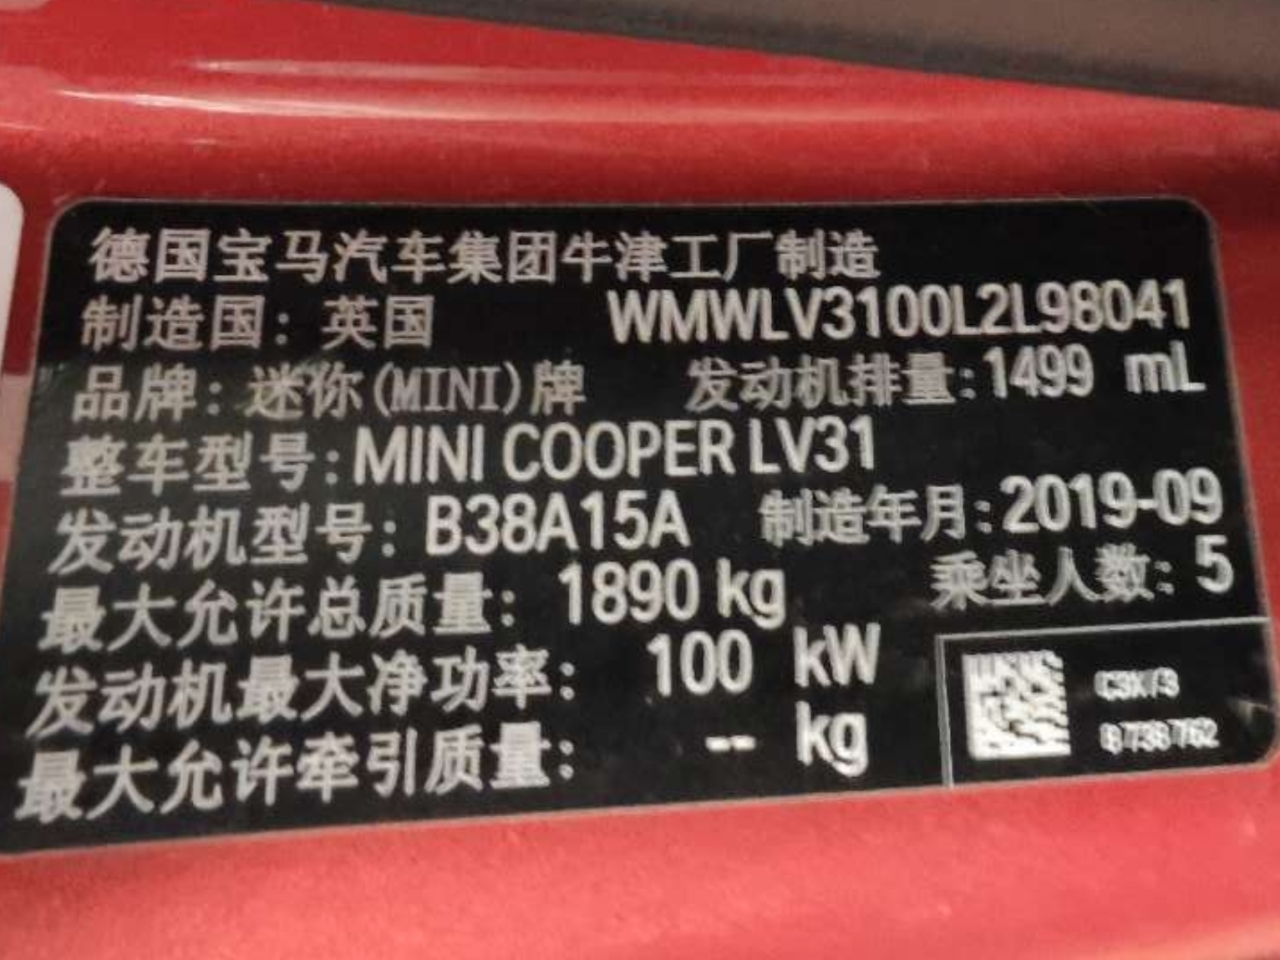 德国宝马汽车集团牛津工厂制造
制造国：英国 WMWLV3100L2L98041
品牌：迷你(MINI)牌 发动机排量：1499 mL
整车型号：MINI COOPER LV31
发动机型号：B38A15A 制造年月：2019-09
最大允许总质量：1890 kg 乘坐人数：5
发动机最大净功率：100 kW
最大允许牵引质量：-- kg
8738762